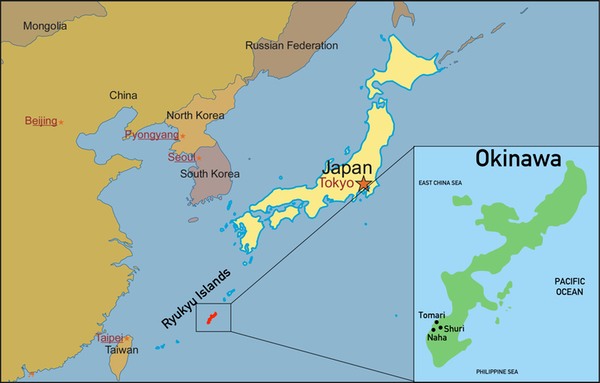 Mongolia
Russian Federation
China
North Korea
Beijing
Pyongyang
Seoul
South Korea
Japan
Tokyo
Ryukyu Islands
Taipei
Taiwan
Okinawa
EAST CHINA SEA
PACIFIC
OCEAN
Tomari
Shuri
Naha
PHILIPPINE SEA